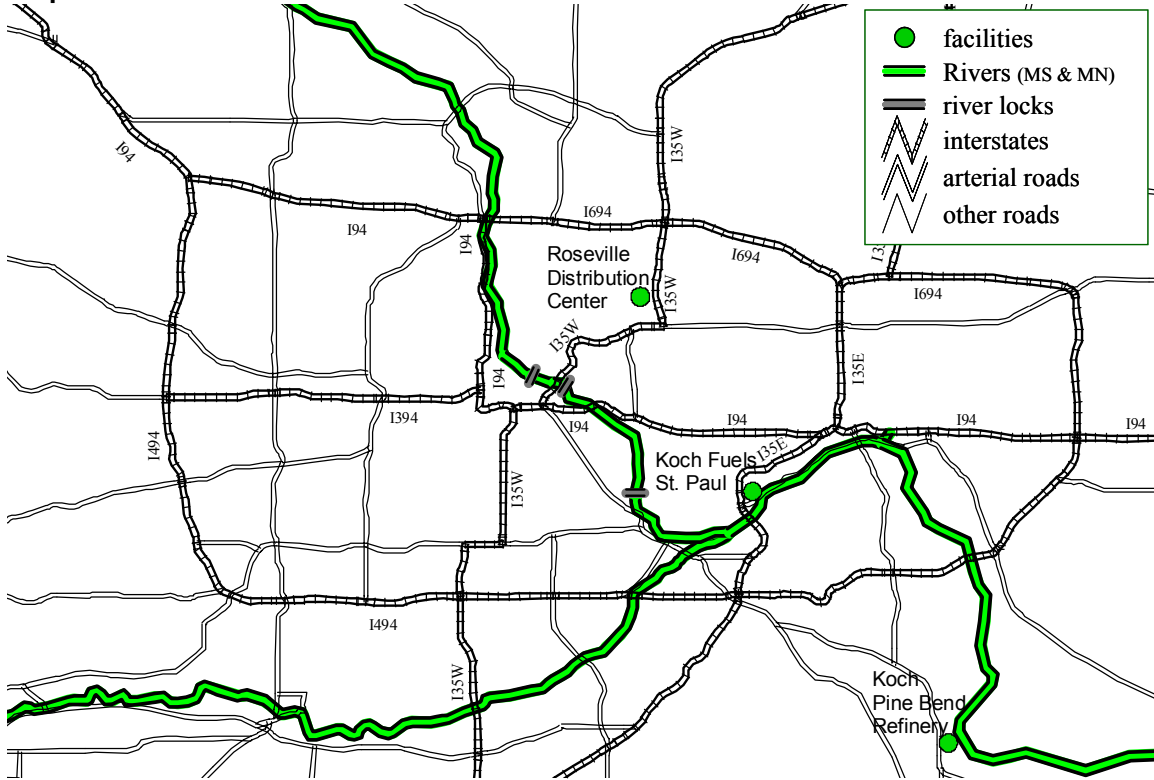 facilities
Rivers (MS & MN)
river locks
interstates
arterial roads
other roads
I94
I35W
I694
I94
I94
I694
I694
Roseville
Distribution
Center
I35W
I35W
I94
I35E
I394
I94
I94
I94
I94
I494
I35W
I35E
Koch Fuels
St. Paul
I494
I35W
Koch
Pine Bend
Refinery